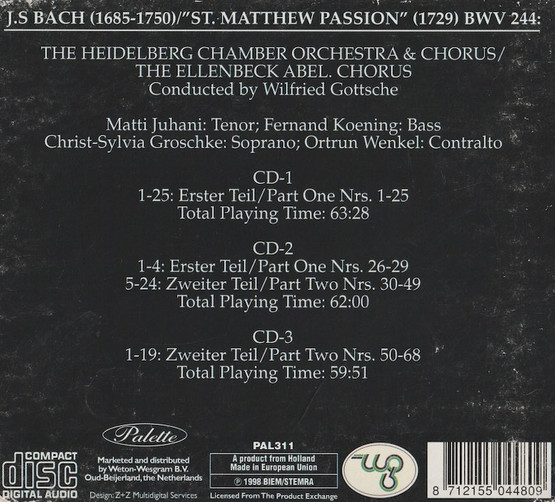 J.S BACH (1685-1750)/"ST. MATTHEW PASSION" (1729) BWV 244:
THE HEIDELBERG CHAMBER ORCHESTRA & CHORUS/
THE ELLENBECK ABEL. CHORUS
Conducted by Wilfried Gottsche
Matti Juhani: Tenor; Fernand Koening: Bass
Christ-Sylvia Groschke: Soprano; Ortrun Wenkel: Contralto
CD-1
1-25: Erster Teil/Part One Nrs. 1-25
Total Playing Time: 63:28
CD-2
1-4: Erster Teil/Part One Nrs. 26-29
5-24: Zweiter Teil/Part Two Nrs. 30-49
Total Playing Time: 62:00
CD-3
1-19: Zweiter Teil/Part Two Nrs. 50-68
Total Playing Time: 59:51
COMPACT
disc
DIGITAL AUDIO
Palette
Marketed and distributed
by Weton-Wesgram B.V.
Oud-Beijerland, the Netherlands
Design: Z+Z Multidigital Services
PAL311
A product from Holland
Made in European Union
℗ 1998 BIEM/STEMRA
Licensed From The Product Exchange
8 712155 044809